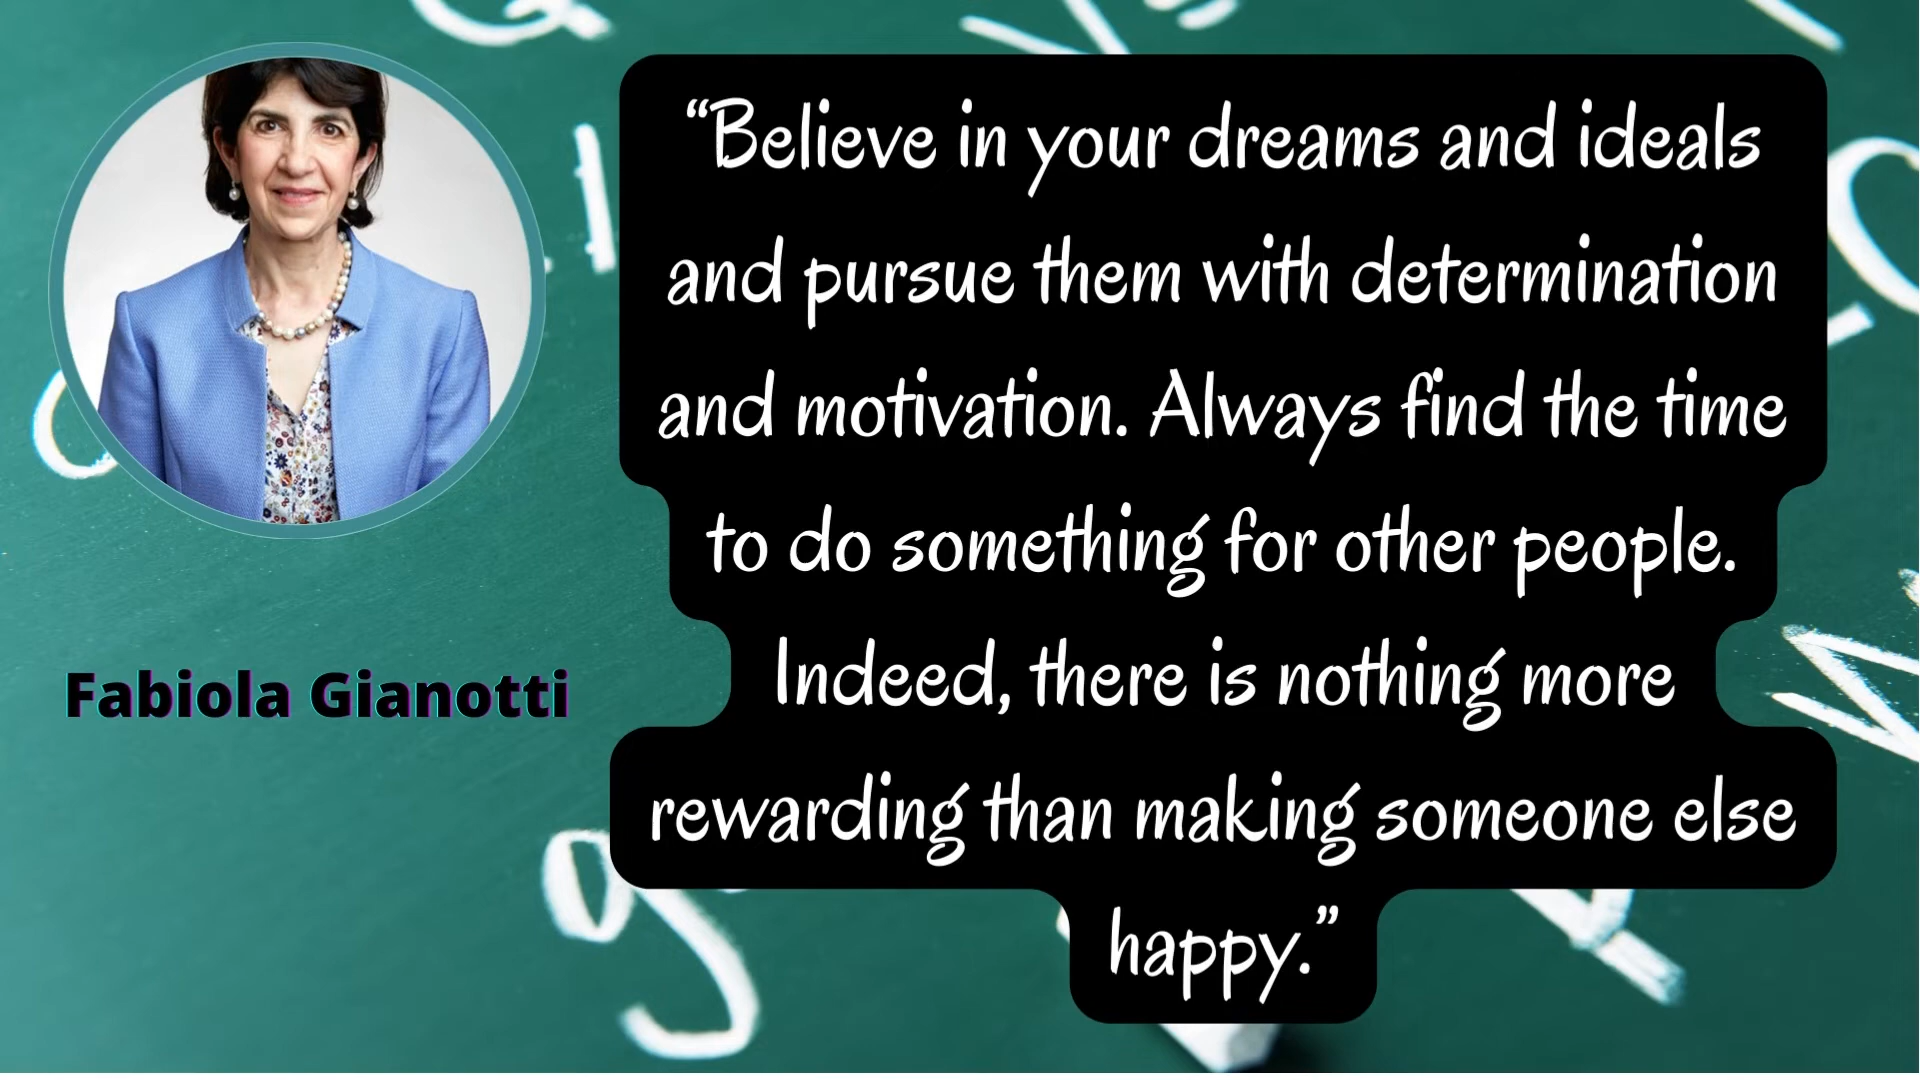 Fabiola Gianotti
“Believe in your dreams and ideals
and pursue them with determination
and motivation. Always find the time
to do something for other people.
Indeed, there is nothing more
rewarding than making someone else
happy.”